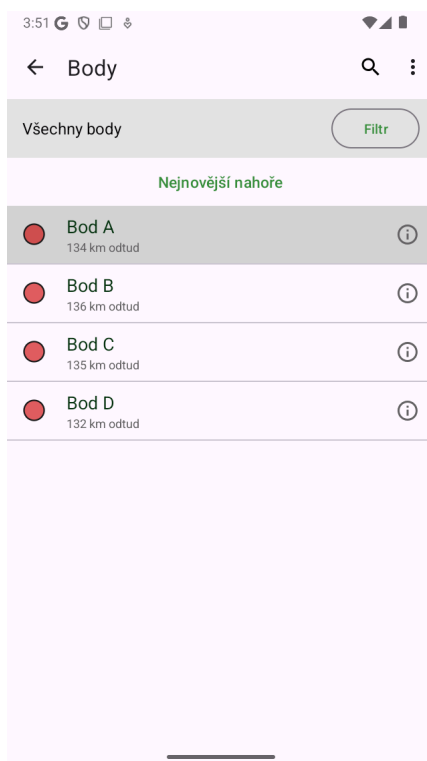 3:51
Body
Všechny body
Filtr
Nejnovější nahoře
Bod A
134 km odtud
Bod B
136 km odtud
Bod C
135 km odtud
Bod D
132 km odtud